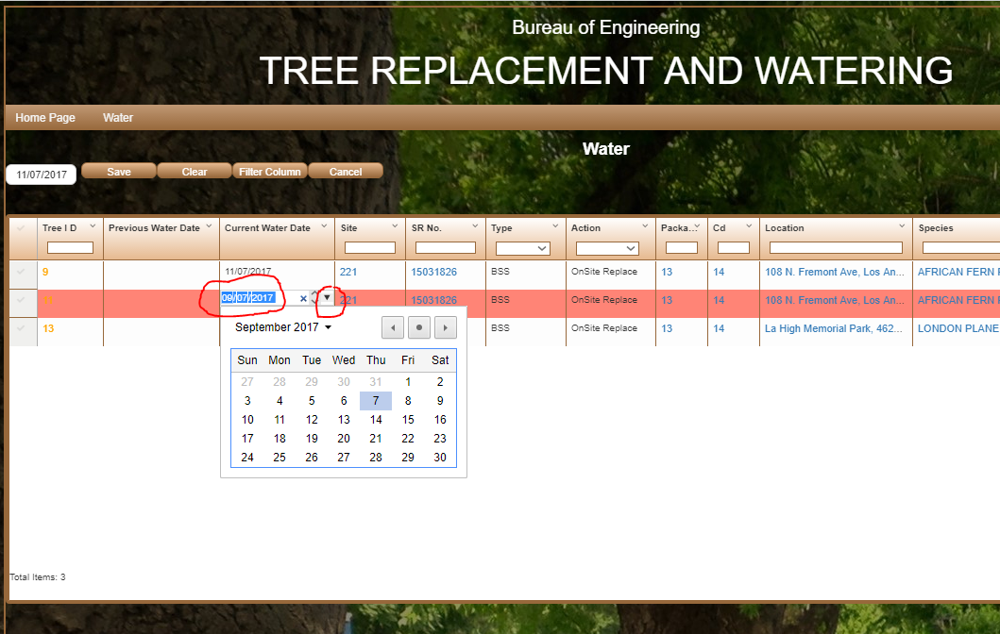 Bureau of Engineering
TREE REPLACEMENT AND WATERING
Home Page Water
Water
11/07/2017 Save Clear Filter Column Cancel
Tree I D Previous Water Date Current Water Date Site SR No. Type Action Packa... Cd Location Species
9 11/07/2017 221 15031826 BSS OnSite Replace 13 14 108 N. Fremont Ave, Los An... AFRICAN FERN
09/07/2017 221 15031826 BSS OnSite Replace 13 14 108 N. Fremont Ave, Los An... AFRICAN FERN
13 BSS OnSite Replace 13 14 La High Memorial Park, 462... LONDON PLANE
September 2017
Sun Mon Tue Wed Thu Fri Sat
27 28 29 30 31 1 2
3 4 5 6 7 8 9
10 11 12 13 14 15 16
17 18 19 20 21 22 23
24 25 26 27 28 29 30
Total Items: 3